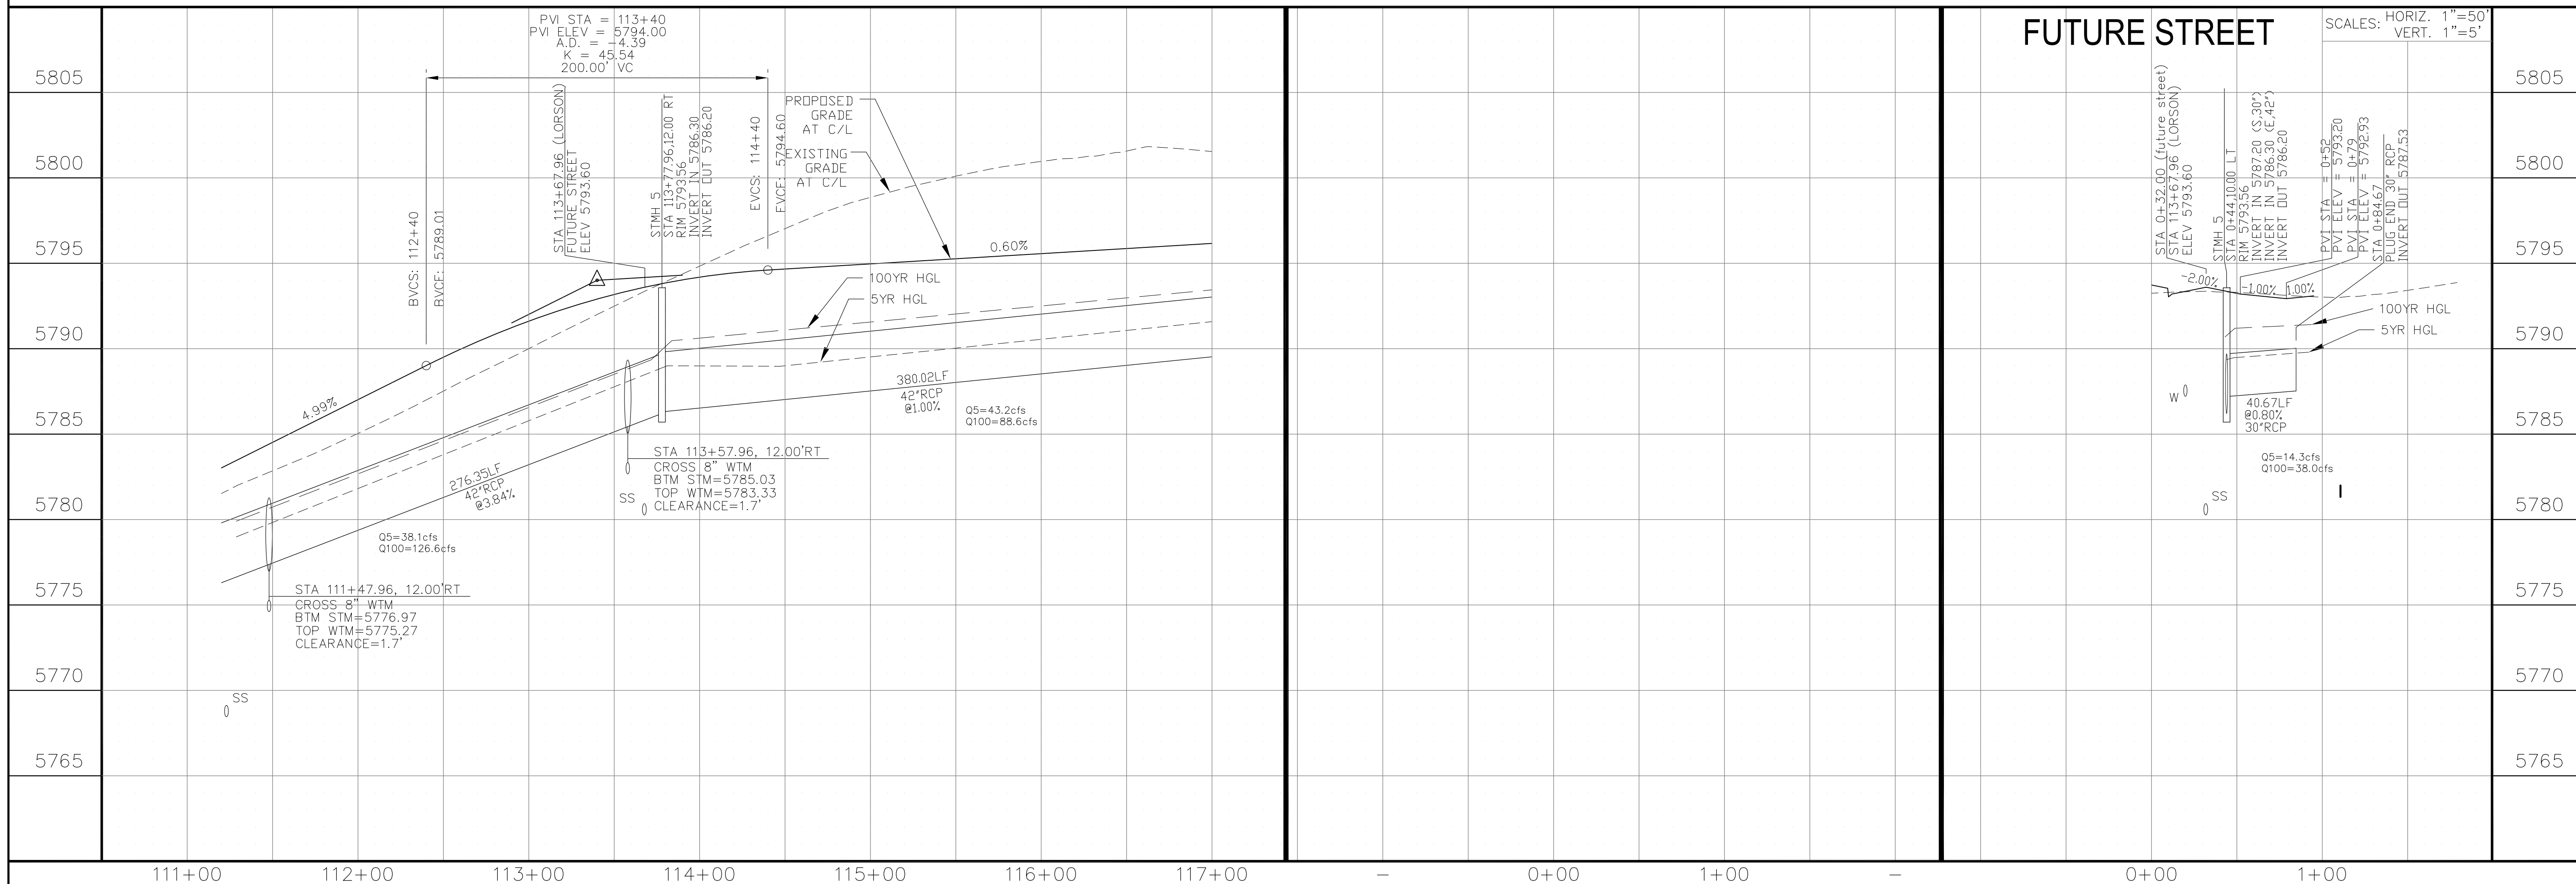 PVI STA = 113+40
PVI ELEV = 5794.00
A.D. = -4.39
K = 45.54
200.00' VC
BVCS: 112+40
BVCE: 5789.01
STA 113+67.96 (LORSON)
FUTURE STREET
ELEV 5793.60
STMH 5
STA 113+77.96,12.00 RT
RIM 5793.56
INVERT IN 5786.30
INVERT OUT 5786.20
EVCS: 114+40
EVCE: 5794.60
PROPOSED
GRADE
AT C/L
EXISTING
GRADE
AT C/L
0.60%
100YR HGL
5YR HGL
4.99%
380.02LF
42"RCP
@1.00%
Q5=43.2cfs
Q100=88.6cfs
276.35LF
42"RCP
@3.84%
STA 113+57.96, 12.00'RT
CROSS 8" WTM
BTM STM=5785.03
TOP WTM=5783.33
CLEARANCE=1.7'
SS
Q5=38.1cfs
Q100=126.6cfs
STA 111+47.96, 12.00'RT
CROSS 8" WTM
BTM STM=5776.97
TOP WTM=5775.27
CLEARANCE=1.7'
SS
5805
5800
5795
5790
5785
5780
5775
5770
5765
111+00
112+00
113+00
114+00
115+00
116+00
117+00
-
0+00
1+00
-
FUTURE STREET
SCALES:
HORIZ. 1"=50'
VERT. 1"=5'
STA 0+32.00 (future street)
STA 113+67.96 (LORSON)
ELEV 5793.60
STMH 5
STA 0+44,10.00 LT
RIM 5793.56
INVERT IN 5787.20 (S,30")
INVERT IN 5786.30 (E,42")
INVERT OUT 5786.20
PVI STA = 0+52
PVI ELEV = 5793.20
PVI STA = 0+79
PVI ELEV = 5792.93
STA 0+84.67
PLUG END 30" RCP
INVERT OUT 5787.53
-2.00%
-1.00%
1.00%
100YR HGL
5YR HGL
W
40.67LF
@0.80%
30"RCP
Q5=14.3cfs
Q100=38.0cfs
SS
5805
5800
5795
5790
5785
5780
5775
5770
5765
0+00
1+00